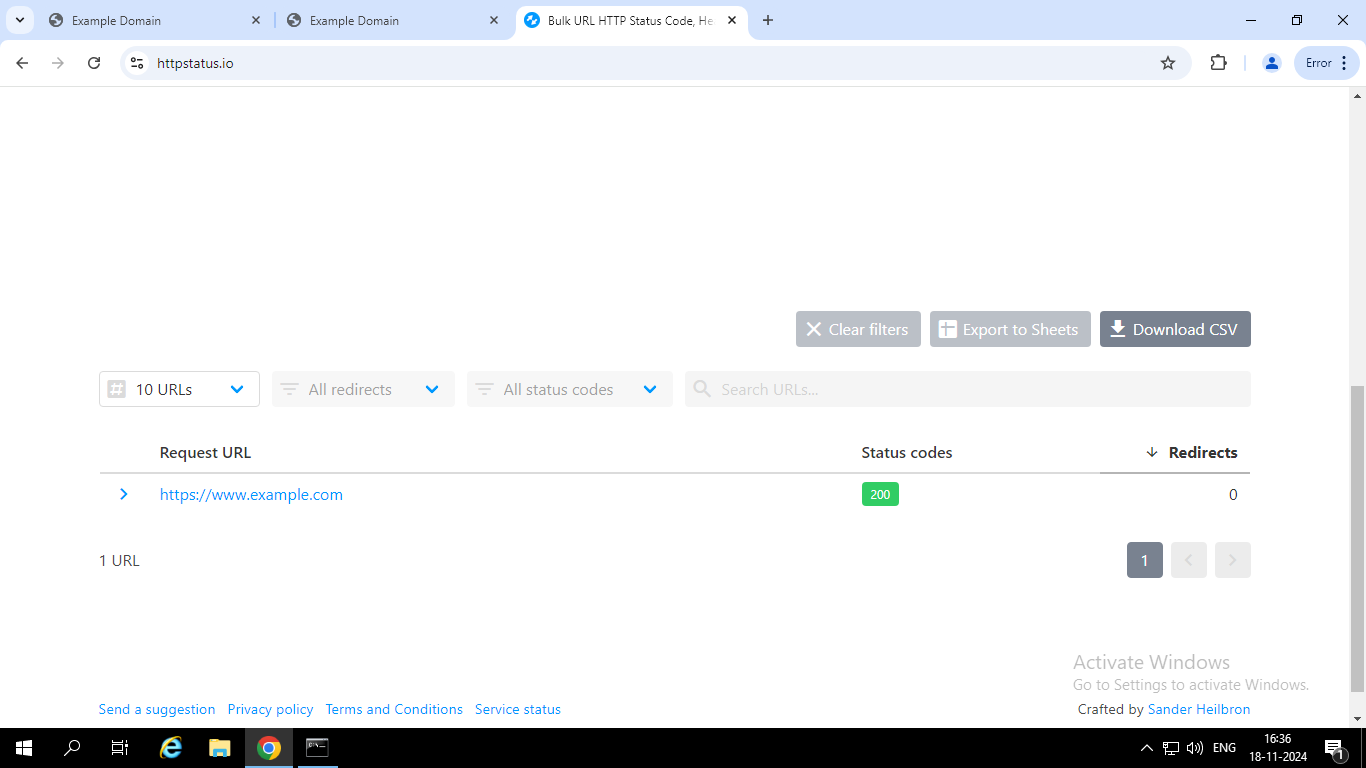 Example Domain
Example Domain
Bulk URL HTTP Status Code, He
httpstatus.io
Error
Clear filters
Export to Sheets
Download CSV
10 URLs
All redirects
All status codes
Search URLs...
Request URL
Status codes
Redirects
https://www.example.com
200
0
1 URL
1
Activate Windows
Go to Settings to activate Windows.
Send a suggestion
Privacy policy
Terms and Conditions
Service status
Crafted by Sander Heilbron
ENG
16:36
18-11-2024
1